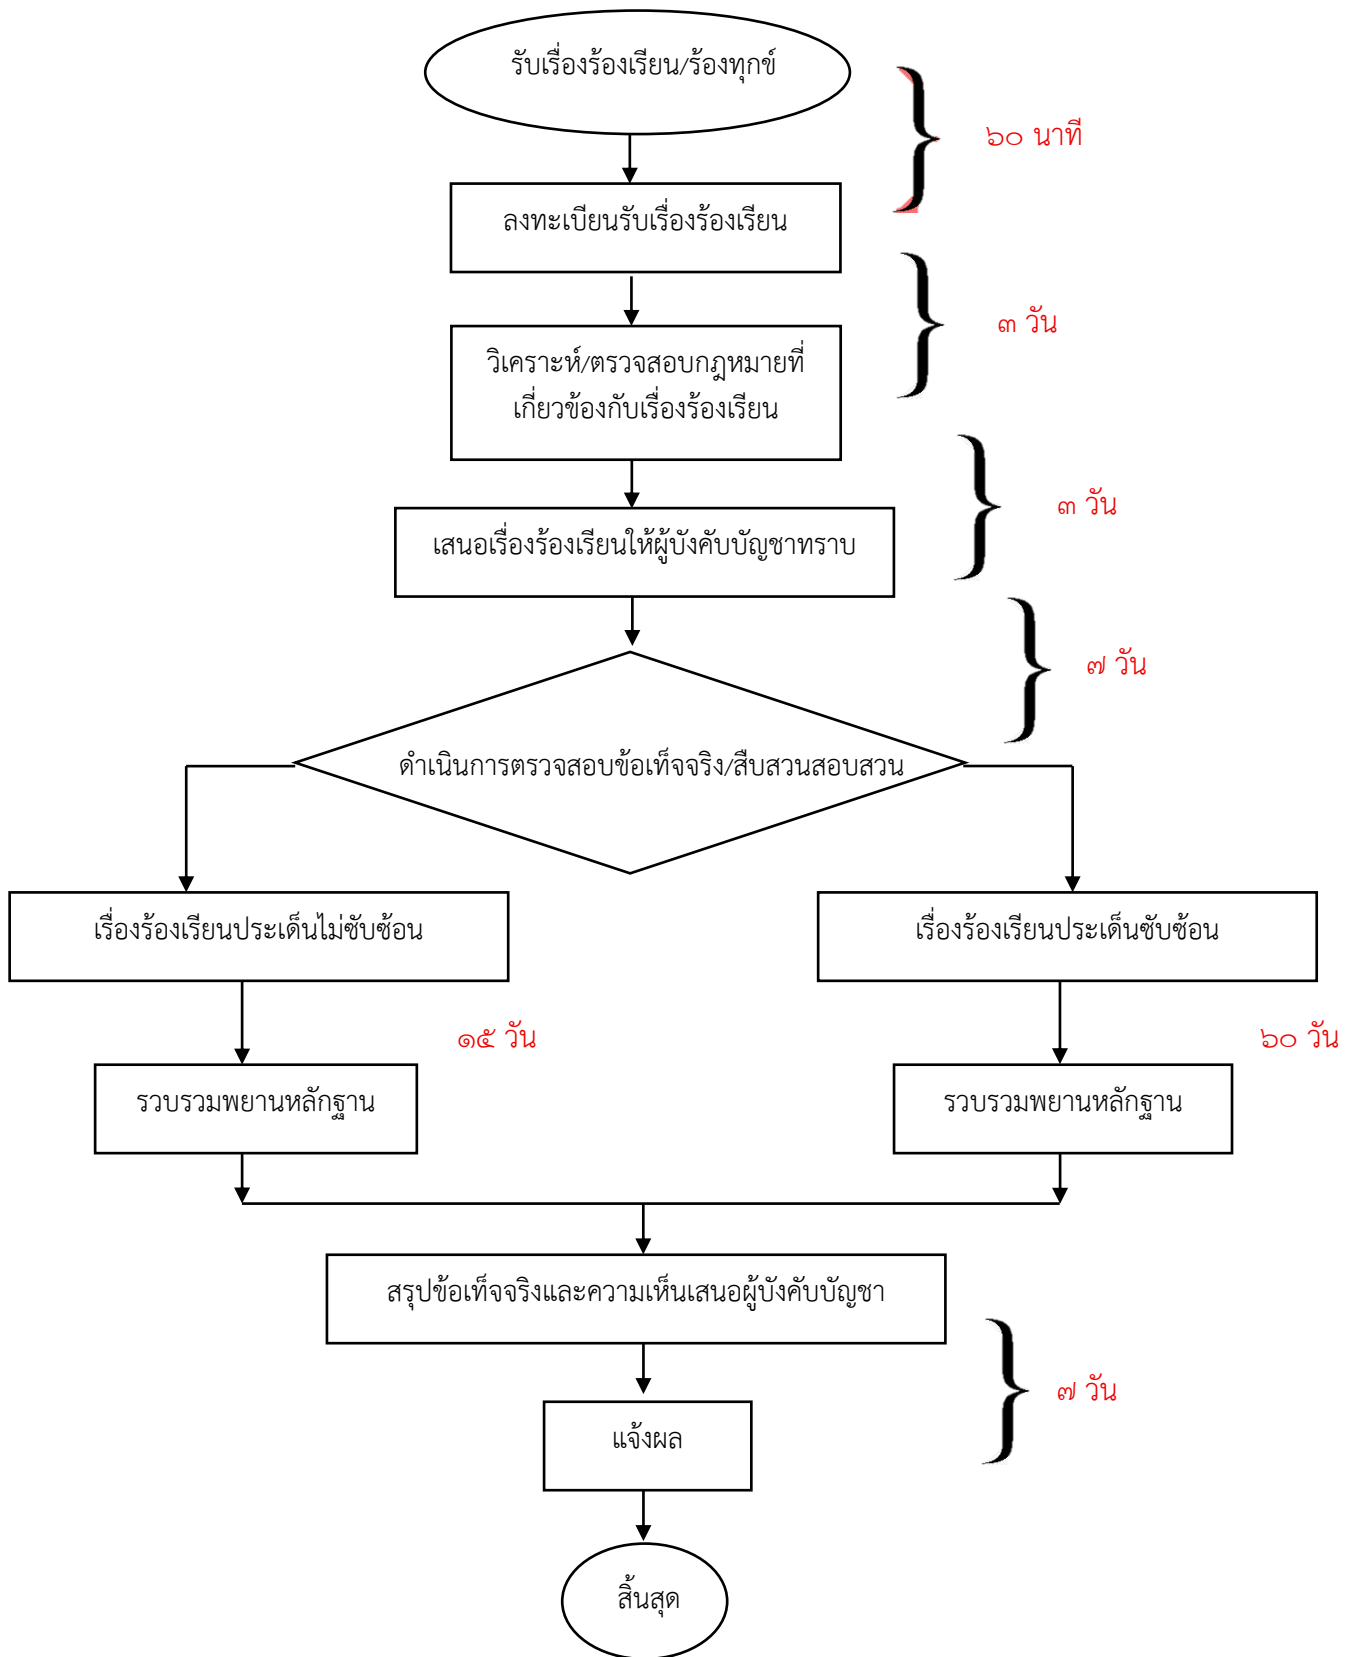 รับเรื่องร้องเรียน/ร้องทุกข์
๖๐ นาที
ลงทะเบียนรับเรื่องร้องเรียน
๓ วัน
วิเคราะห์/ตรวจสอบกฎหมายที่
เกี่ยวข้องกับเรื่องร้องเรียน
๓ วัน
เสนอเรื่องร้องเรียนให้ผู้บังคับบัญชาทราบ
๗ วัน
ดำเนินการตรวจสอบข้อเท็จจริง/สืบสวนสอบสวน
เรื่องร้องเรียนประเด็นไม่ซับซ้อน
เรื่องร้องเรียนประเด็นซับซ้อน
๑๕ วัน
๖๐ วัน
รวบรวมพยานหลักฐาน
รวบรวมพยานหลักฐาน
สรุปข้อเท็จจริงและความเห็นเสนอผู้บังคับบัญชา
๗ วัน
แจ้งผล
สิ้นสุด